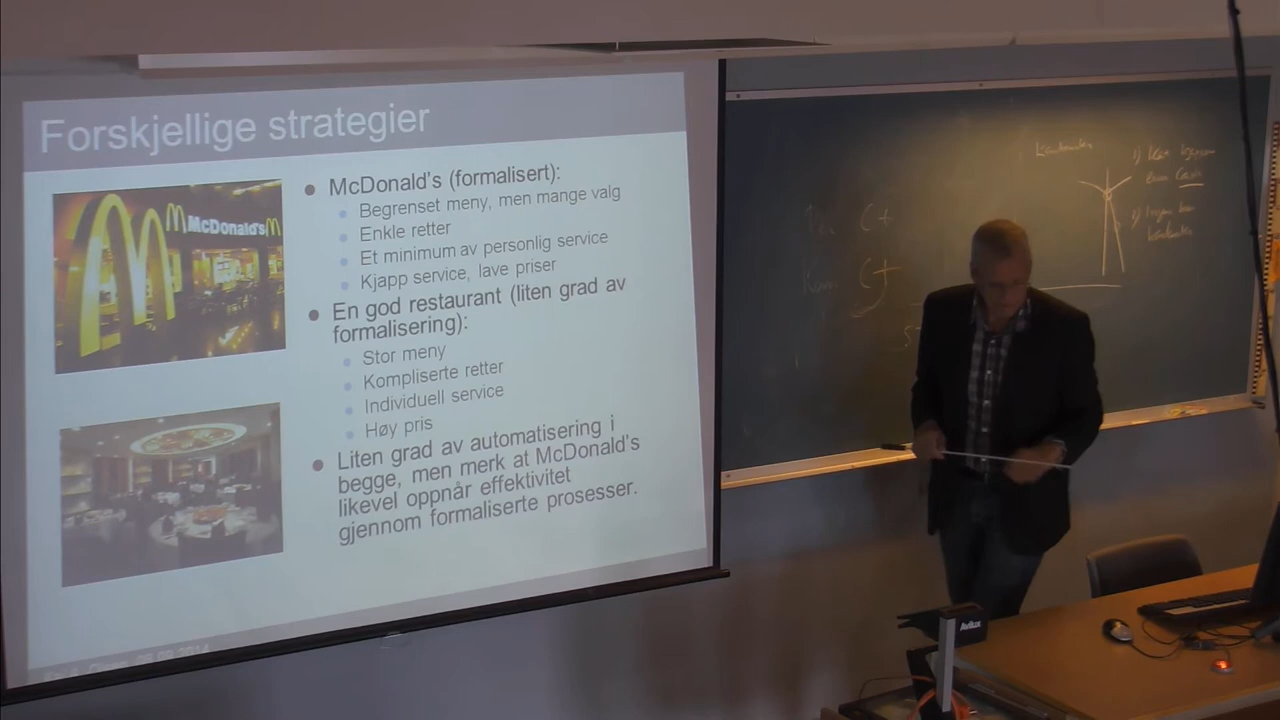 Forskjellige strategier
McDonald's
McDonald's (formalisert):
Begrenset meny, men mange valg
Enkle retter
Et minimum av personlig service
Kjapp service, lave priser
En god restaurant (liten grad av
formalisering):
Stor meny
Kompliserte retter
Individuell service
Høy pris
Liten grad av automatisering i
begge, men merk at McDonald's
likevel oppnår effektivitet
gjennom formaliserte prosesser.
C+
1)
Avilux